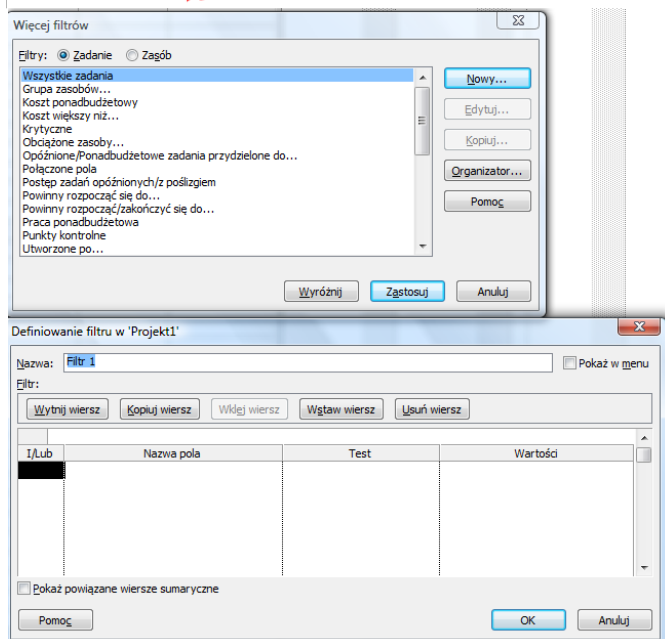 Więcej filtrów
Filtry: Zadanie Zasób
Wszystkie zadania
Grupa zasobów...
Koszt ponadbudżetowy
Koszt większy niż...
Krytyczne
Obciążone zasoby...
Opóźnione/Ponadbudżetowe zadania przydzielone do...
Połączone pola
Postęp zadań opóźnionych/z poślizgiem
Powinny rozpocząć się do...
Powinny rozpocząć/zakończyć się do...
Praca ponadbudżetowa
Punkty kontrolne
Utworzone po...
Nowy...
Edytuj...
Kopiuj...
Organizator...
Pomoc
Wyróżnij Zastosuj Anuluj
Definiowanie filtru w 'Projekt1'
Nazwa: Filtr 1 Pokaż w menu
Filtr:
Wytnij wiersz Kopiuj wiersz Wklej wiersz Wstaw wiersz Usuń wiersz
I/Lub Nazwa pola Test Wartości
Pokaż powiązane wiersze sumaryczne
Pomoc OK Anuluj